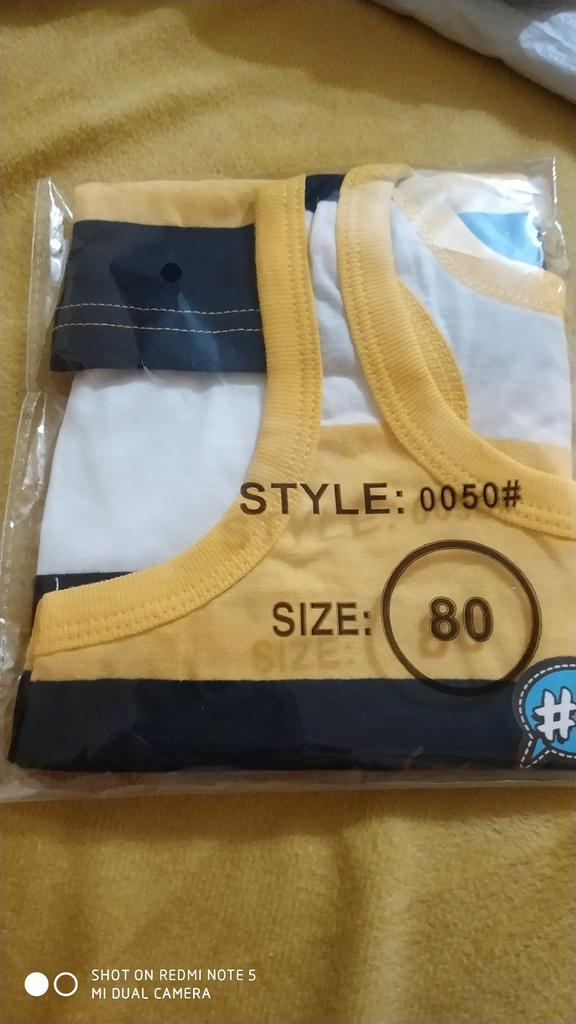 STYLE: 0050#
SIZE: 80
#
SHOT ON REDMI NOTE 5
MI DUAL CAMERA